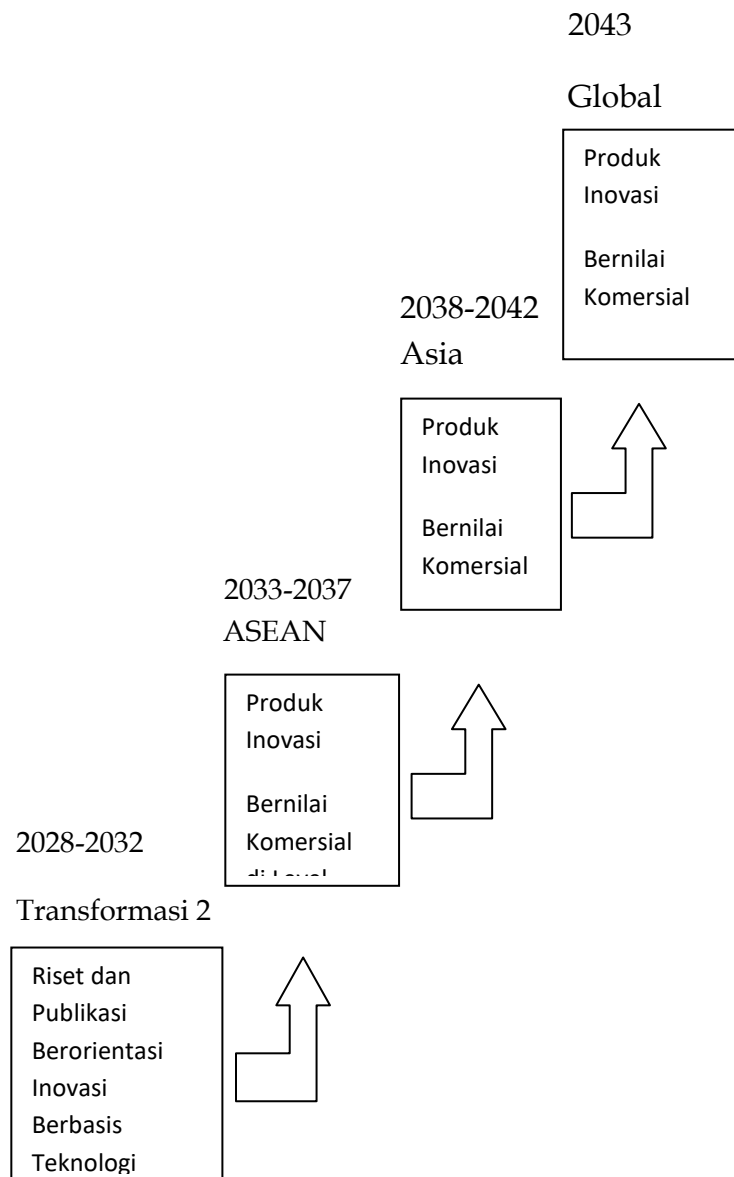 2043
Global
Produk
Inovasi
Bernilai
Komersial
2038-2042
Asia
Produk
Inovasi
Bernilai
Komersial
2033-2037
ASEAN
Produk
Inovasi
Bernilai
Komersial
2028-2032
Transformasi 2
Riset dan
Publikasi
Berorientasi
Inovasi
Berbasis
Teknologi